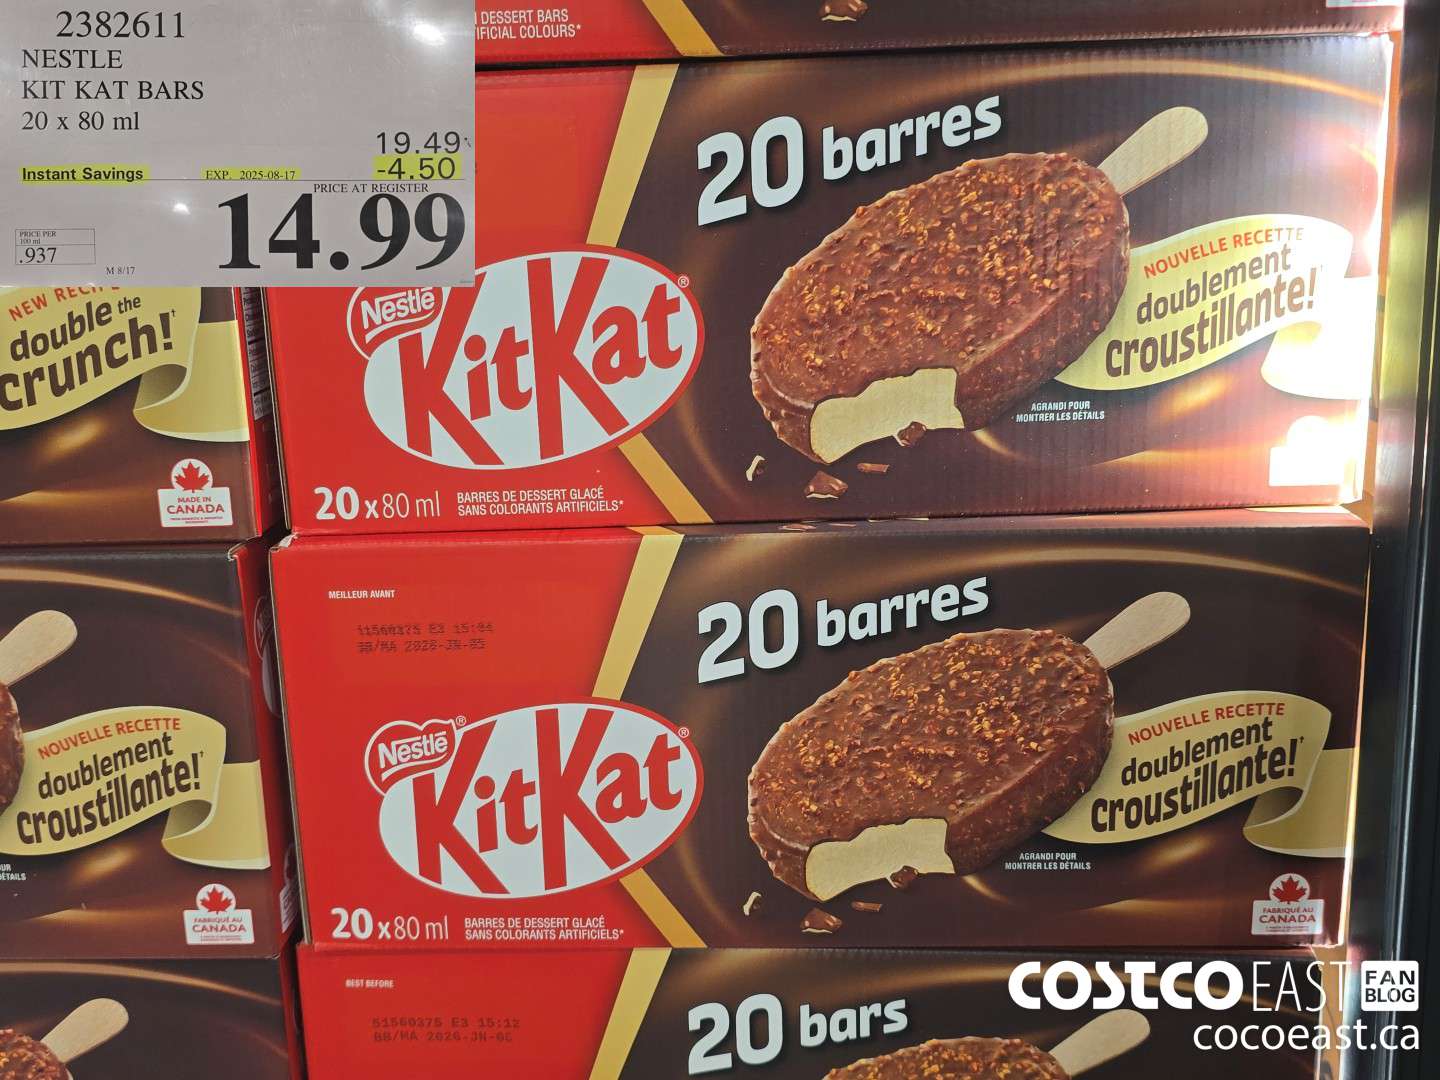 2382611
NESTLE
KIT KAT BARS
20 x 80 ml
19.49
Instant Savings EXP. 2025-08-17 -4.50
PRICE AT REGISTER
14.99
PRICE PER
100 ml
.937
M 8/17
DESSERT BARS
IFICIAL COLOURS*
NEW RECI
double the
crunch!†
MADE IN
CANADA
20 barres
Nestlé
KitKat®
NOUVELLE RECETTE
doublement
croustillante!†
AGRANDI POUR
MONTRER LES DÉTAILS
20 x 80 ml
BARRES DE DESSERT GLACÉ
SANS COLORANTS ARTIFICIELS*
NOUVELLE RECETTE
doublement
croustillante!†
FABRIQUÉ AU
CANADA
MEILLEUR AVANT
20 barres
Nestlé®
KitKat®
NOUVELLE RECETTE
doublement
croustillante!†
AGRANDI POUR
MONTRER LES DÉTAILS
20 x 80 ml
BARRES DE DESSERT GLACÉ
SANS COLORANTS ARTIFICIELS*
FABRIQUÉ AU
CANADA
BEST BEFORE
51560375 E3 15:12
20 bars
COSTCO EAST FAN BLOG
cocoeast.ca